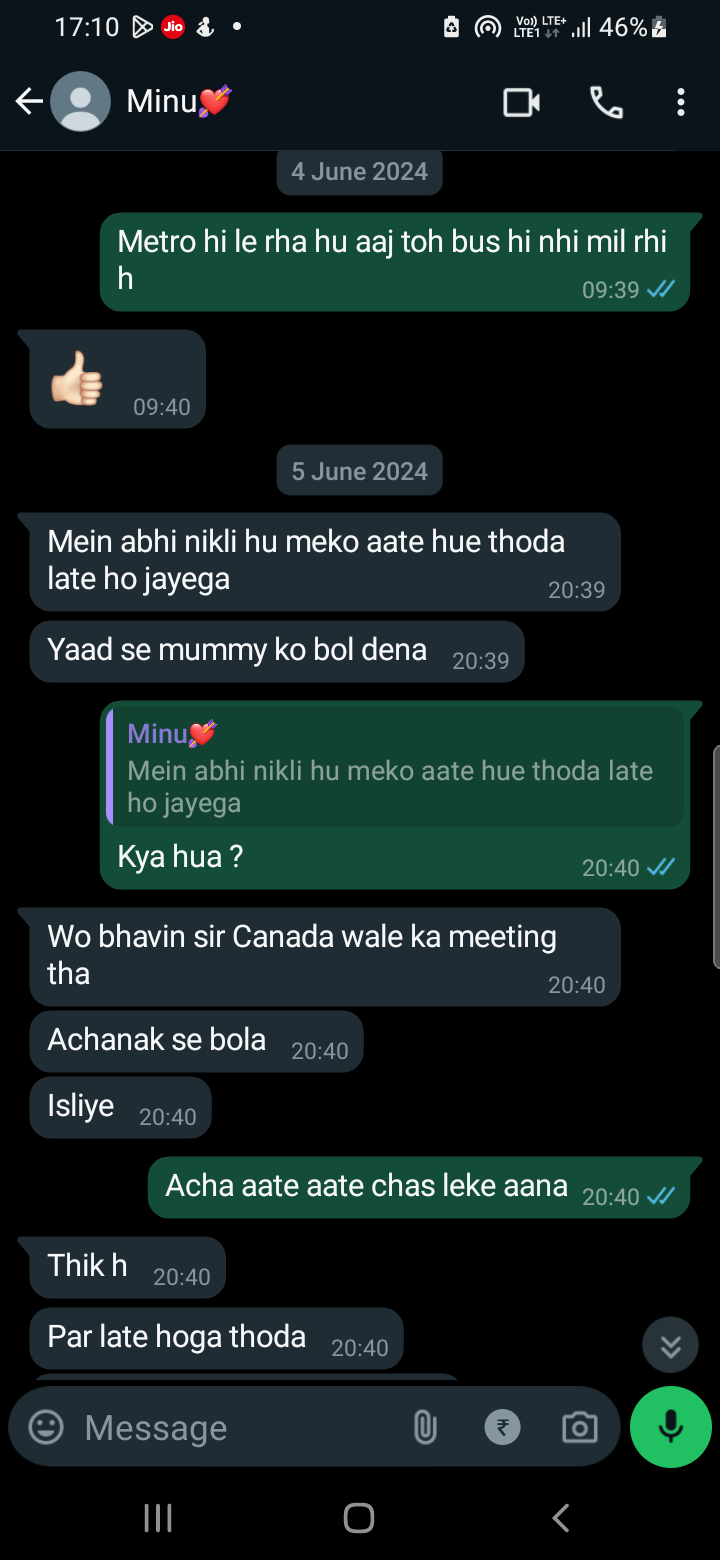 17:10 Jio Vo)) LTE+ LTE1 46%
Minu💘
4 June 2024
Metro hi le rha hu aaj toh bus hi nhi mil rhi
h
09:39
👍🏻
09:40
5 June 2024
Mein abhi nikli hu meko aate hue thoda
late ho jayega
20:39
Yaad se mummy ko bol dena 20:39
Minu💘
Mein abhi nikli hu meko aate hue thoda late
ho jayega
Kya hua ?
20:40
Wo bhavin sir Canada wale ka meeting
tha
20:40
Achanak se bola 20:40
Isliye 20:40
Acha aate aate chas leke aana 20:40
Thik h 20:40
Par late hoga thoda 20:40
Message ₹